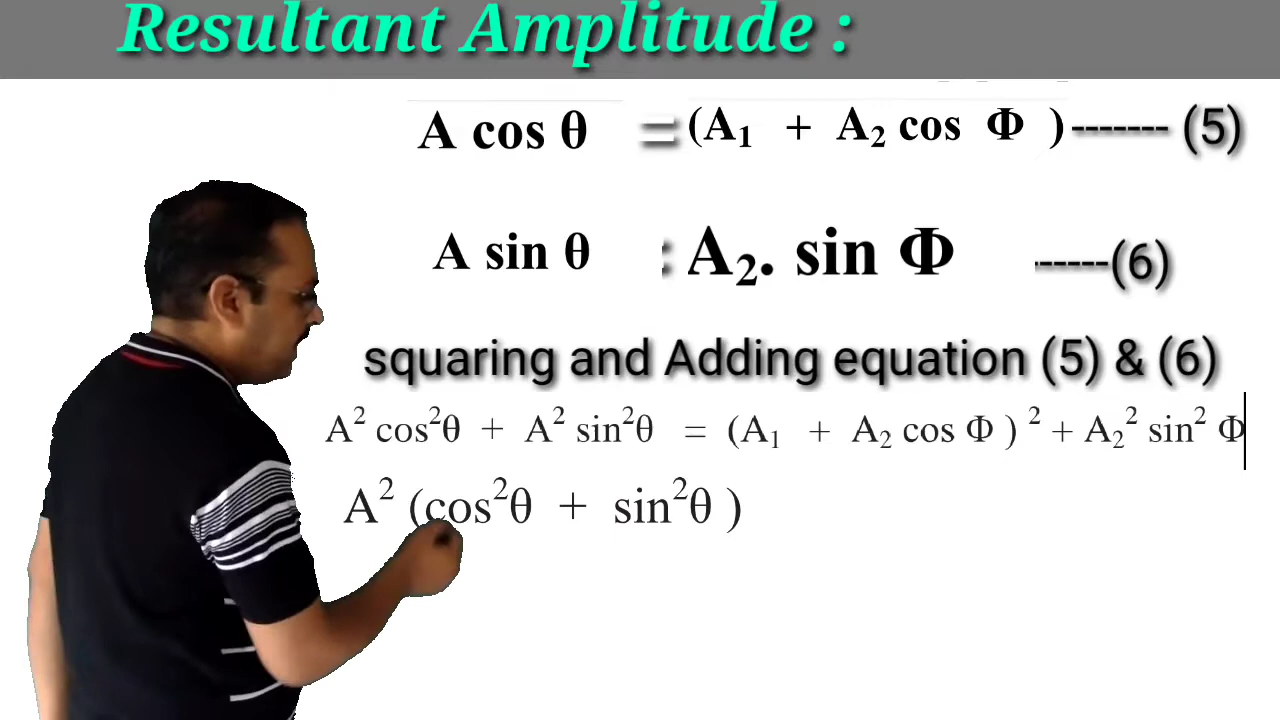 Resultant Amplitude :
A cos θ = (A₁ + A₂ cos Φ ) ------- (5)
A sin θ : A₂. sin Φ -----(6)
squaring and Adding equation (5) & (6)
A² cos²θ + A² sin²θ = (A₁ + A₂ cos Φ ) ² + A₂² sin² Φ
A² (cos²θ + sin²θ )